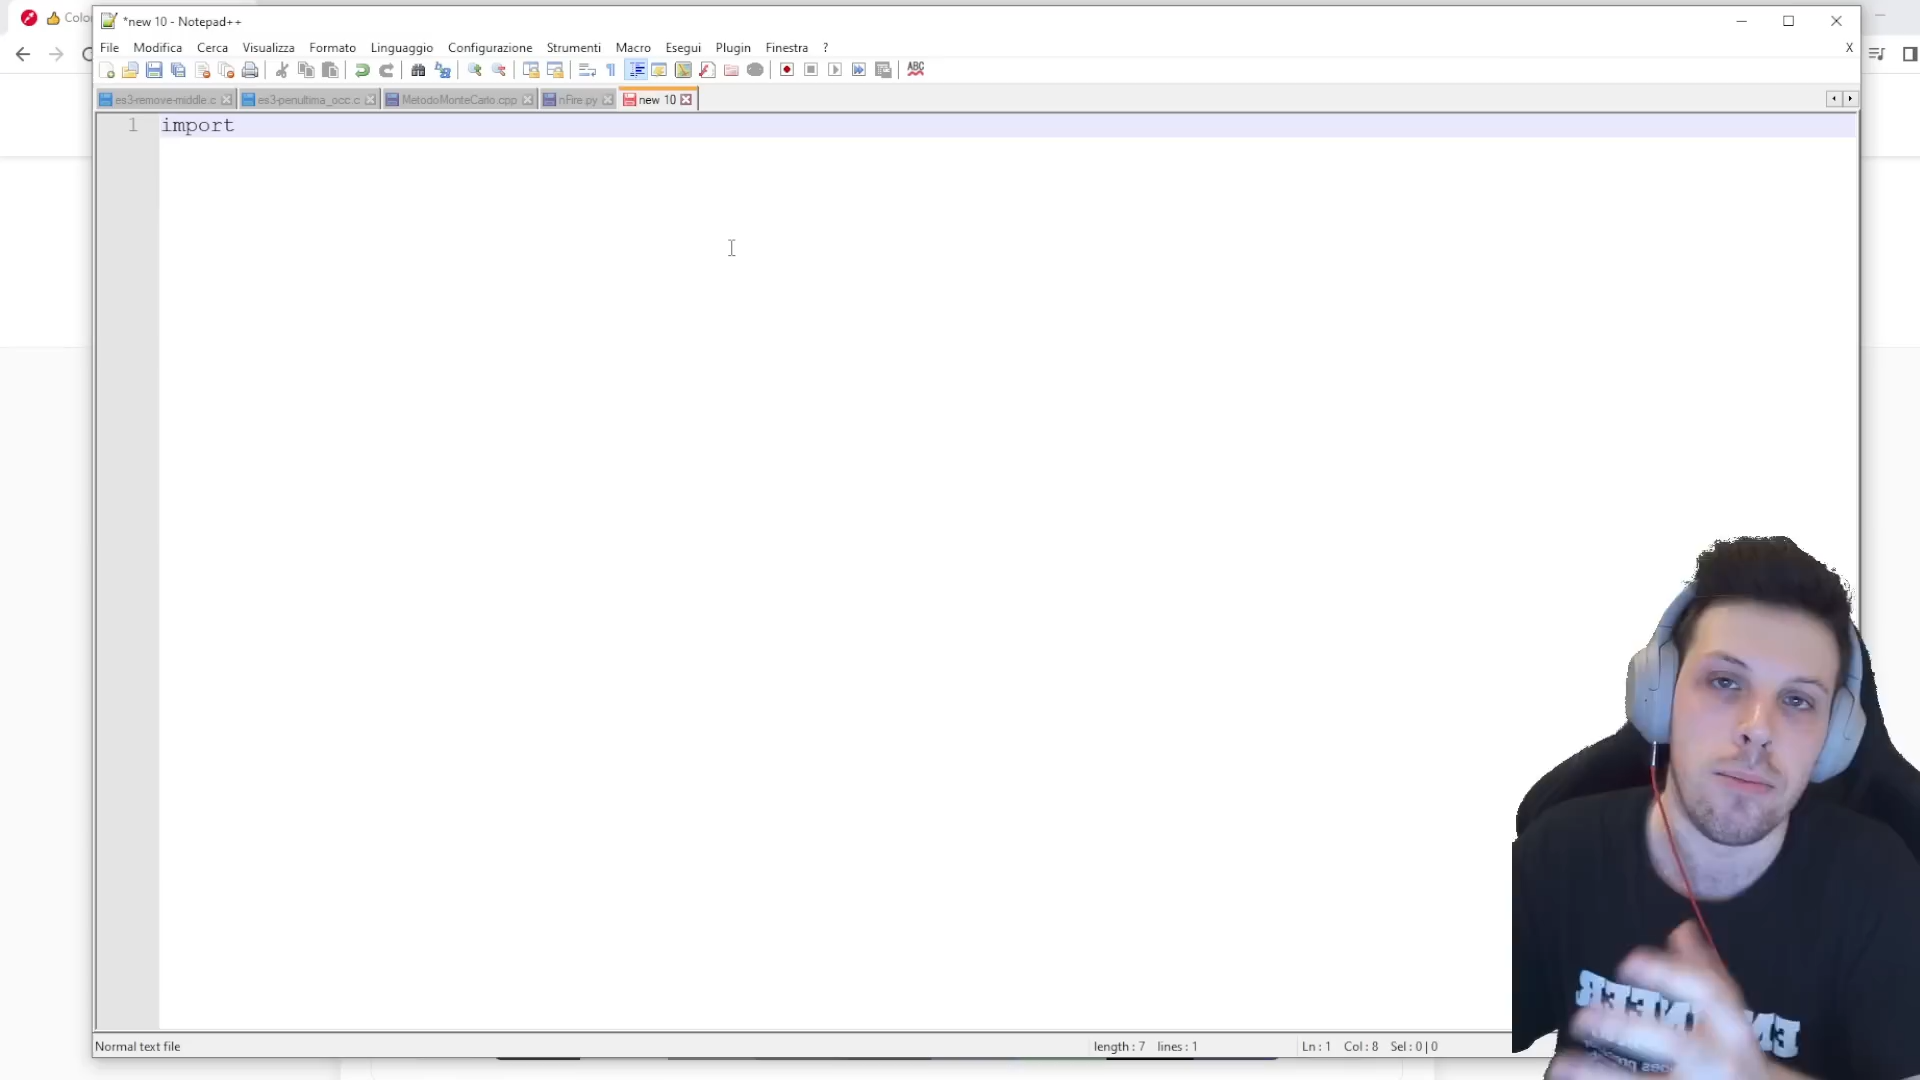 Colo
*new 10 - Notepad++
File Modifica Cerca Visualizza Formato Linguaggio Configurazione Strumenti Macro Esegui Plugin Finestra ? X
ABC
es3-remove-middle.c es3-penultima_occ.c MetodoMonteCarlo.cpp nFire.py new 10
1 import
Normal text file length : 7 lines : 1 Ln : 1 Col : 8 Sel : 0 | 0